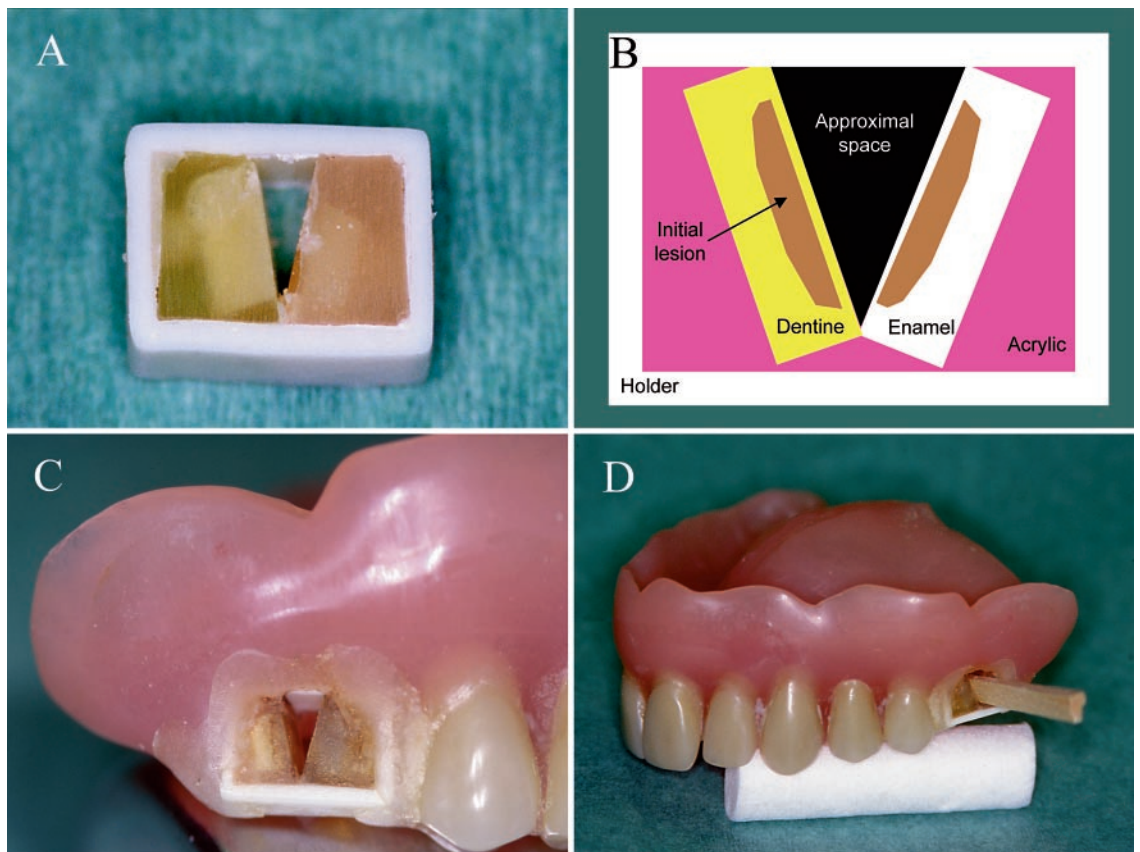 A
B
Approximal
space
Initial
lesion
Dentine
Enamel
Acrylic
Holder
C
D